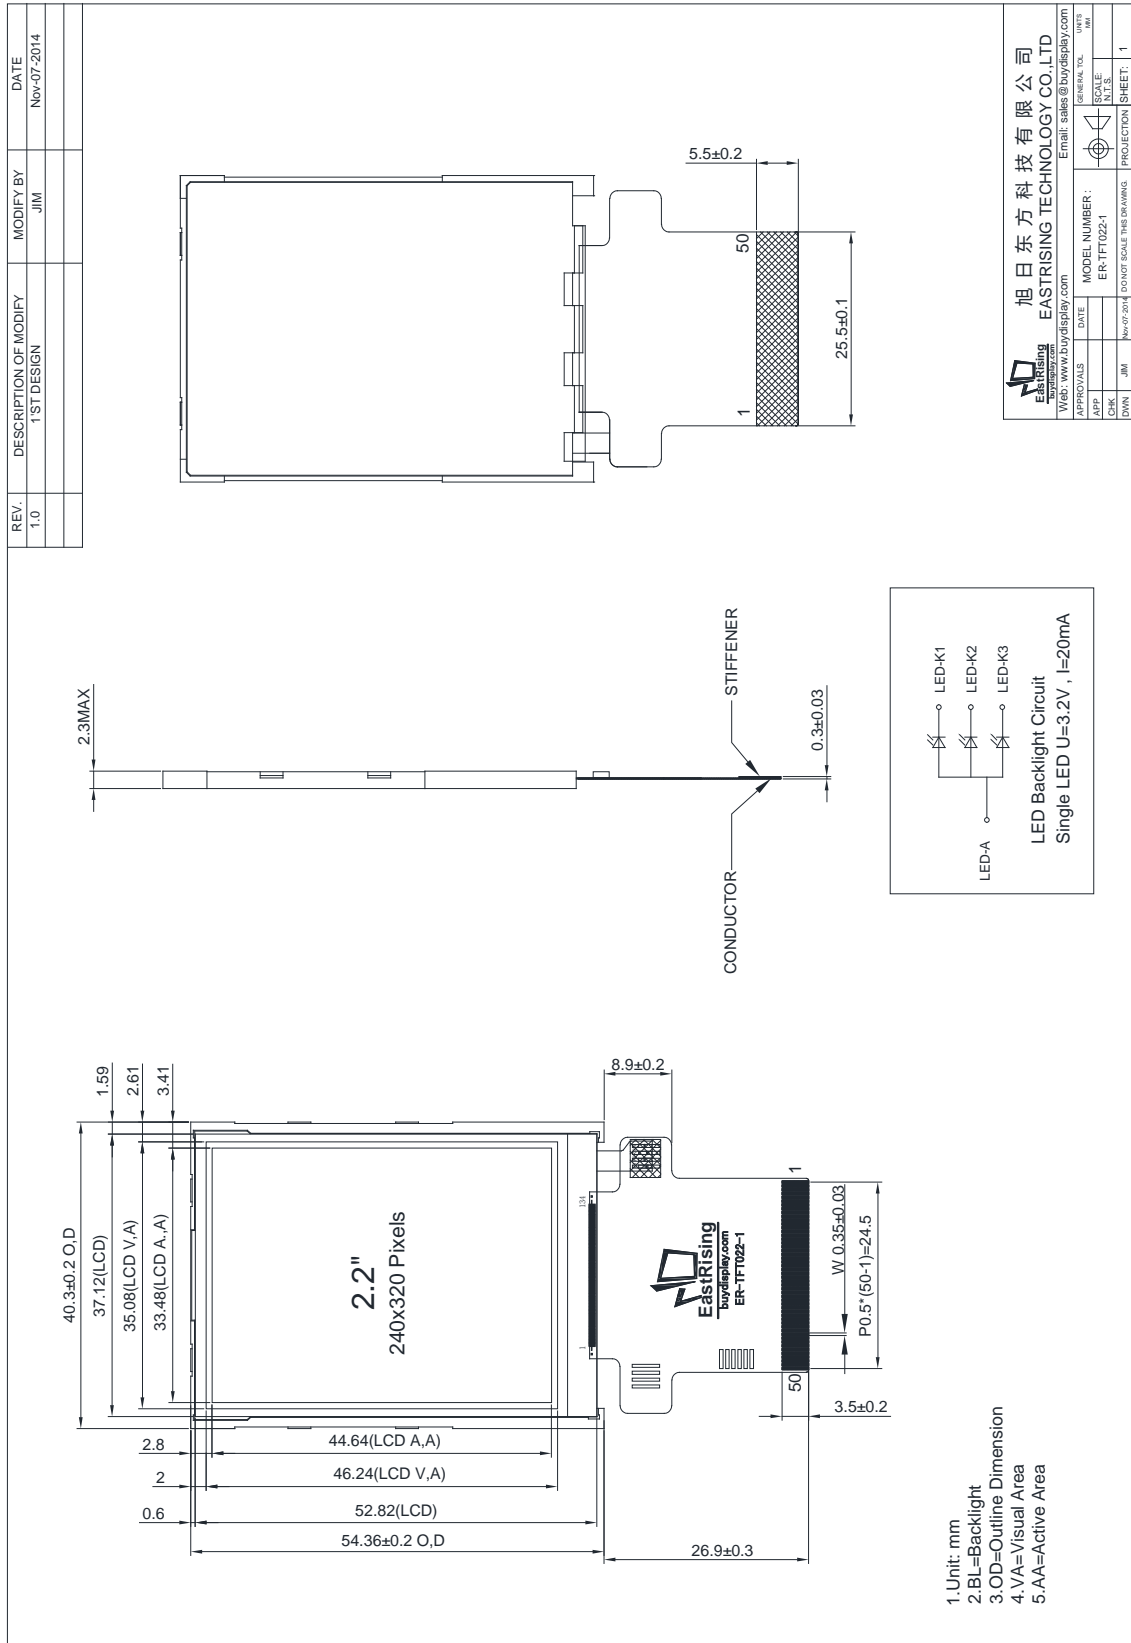 REV.
DESCRIPTION OF MODIFY
MODIFY BY
DATE
1.0
1'ST DESIGN
JIM
Nov-07-2014
40.3±0.2 O,D
37.12(LCD)
35.08(LCD V,A)
33.48(LCD A.,A)
1.59
2.61
3.41
2.8
2
0.6
44.64(LCD A,A)
46.24(LCD V,A)
52.82(LCD)
54.36±0.2 O,D
26.9±0.3
8.9±0.2
2.2"
240x320 Pixels
1
134
EastRising
buydisplay.com
ER-TFT022-1
50
1
W 0.35±0.03
P0.5*(50-1)=24.5
3.5±0.2
2.3MAX
CONDUCTOR
STIFFENER
0.3±0.03
5.5±0.2
1
50
25.5±0.1
LED-A
LED-K1
LED-K2
LED-K3
LED Backlight Circuit
Single LED U=3.2V , I=20mA
1.Unit: mm
2.BL=Backlight
3.OD=Outline Dimension
4.VA=Visual Area
5.AA=Active Area
EastRising
buydisplay.com
旭日东方科技有限公司
EASTRISING TECHNOLOGY CO.,LTD
Web: www.buydisplay.com
Email: sales@buydisplay.com
APPROVALS
DATE
MODEL NUMBER :
ER-TFT022-1
GENERAL TOL.
UNITS
MM
APP
CHK
SCALE:
N.T.S.
DWN
JIM
Nov-07-2014
DO NOT SCALE THIS DRAWING.
PROJECTION
SHEET: 1